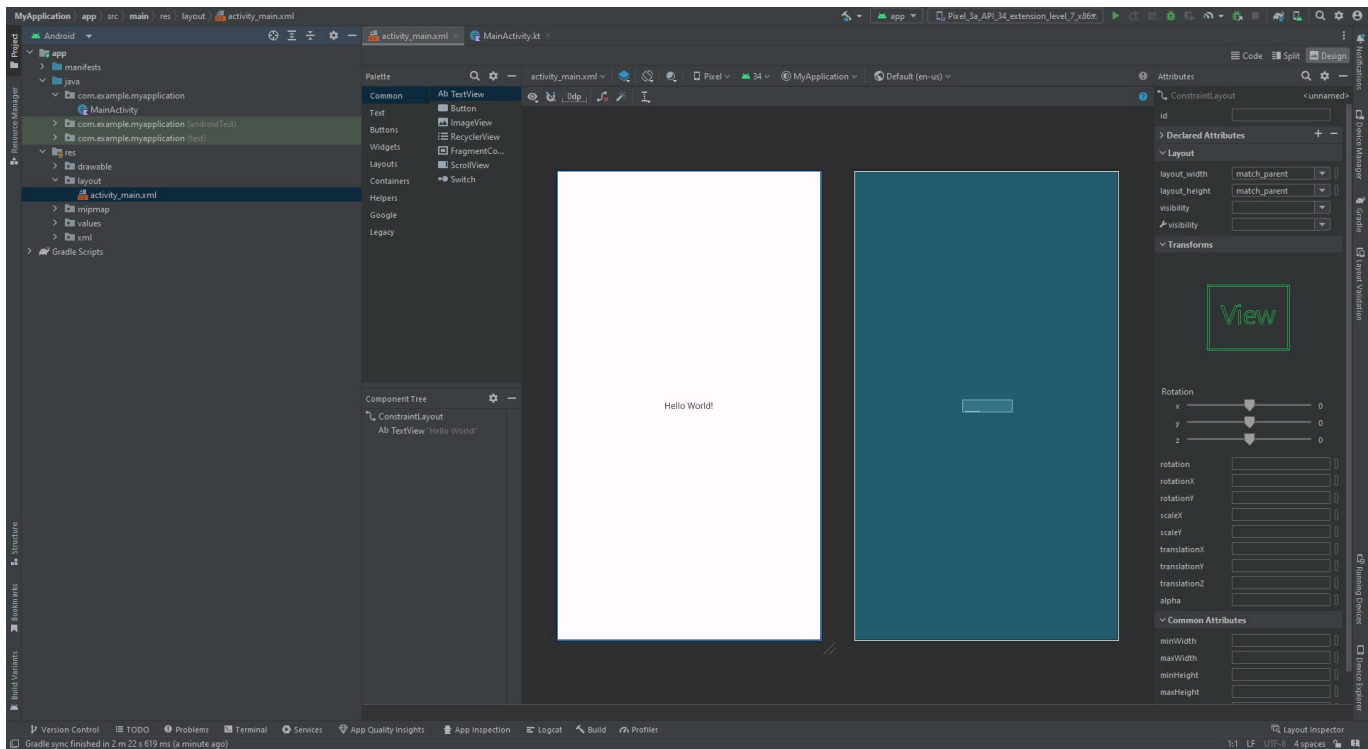 MyApplication app src main res layout activity_main.xml
app Pixel_3a_API_34_extension_level_7_x86
Android
activity_main.xml MainActivity.kt
Project
Resource Manager
Structure
Bookmarks
Build Variants
app
manifests
java
com.example.myapplication
MainActivity
com.example.myapplication (androidTest)
com.example.myapplication (test)
res
drawable
layout
activity_main.xml
mipmap
values
xml
Gradle Scripts
Code Split Design
Palette
Common
Text
Buttons
Widgets
Layouts
Containers
Helpers
Google
Legacy
Ab TextView
Button
ImageView
RecyclerView
FragmentCo...
ScrollView
Switch
Component Tree
ConstraintLayout
Ab TextView "Hello World!"
activity_main.xml Pixel 34 MyApplication Default (en-us)
0dp
Hello World!
Attributes
ConstraintLayout <unnamed>
id
Declared Attributes
Layout
layout_width match_parent
layout_height match_parent
visibility
visibility
Transforms
View
Rotation
x 0
y 0
z 0
rotation
rotationX
rotationY
scaleX
scaleY
translationX
translationY
translationZ
alpha
Common Attributes
minWidth
maxWidth
minHeight
maxHeight
Notifications
Device Manager
Gradle
Layout Validation
Running Devices
Device Explorer
Version Control TODO Problems Terminal Services App Quality Insights App Inspection Logcat Build Profiler
Layout Inspector
Gradle sync finished in 2 m 22 s 619 ms (a minute ago)
1:1 LF UTF-8 4 spaces